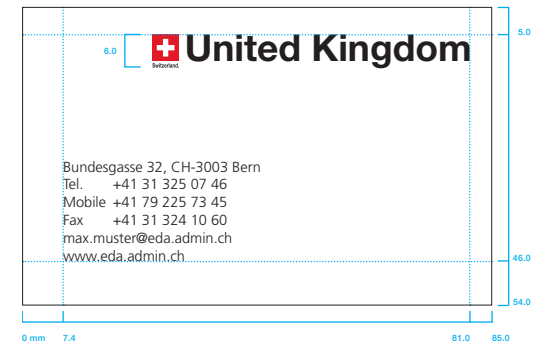 5.0
6.0
United Kingdom
Switzerland.
Bundesgasse 32, CH-3003 Bern
Tel. +41 31 325 07 46
Mobile +41 79 225 73 45
Fax +41 31 324 10 60
max.muster@eda.admin.ch
www.eda.admin.ch
46.0
54.0
0 mm 7.4 81.0 85.0